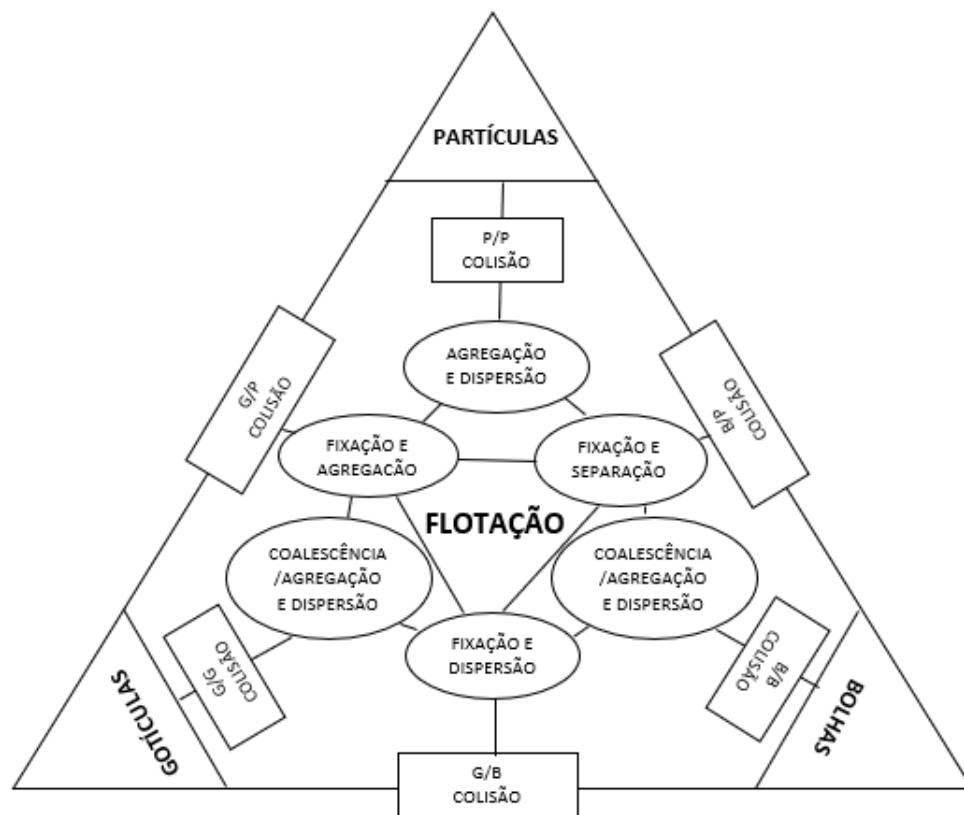 PARTÍCULAS
P/P
COLISÃO
AGREGAÇÃO
E DISPERSÃO
G/P
COLISÃO
COLISÃO
B/P
FIXAÇÃO E
AGREGACÃO
FIXAÇÃO E
SEPARAÇÃO
FLOTAÇÃO
COALESCÊNCIA
/AGREGAÇÃO
E DISPERSÃO
COALESCÊNCIA
/AGREGAÇÃO
E DISPERSÃO
FIXAÇÃO E
DISPERSÃO
GOTÍCULAS
COLISÃO
G/G
B/B
COLISÃO
BOLHAS
G/B
COLISÃO